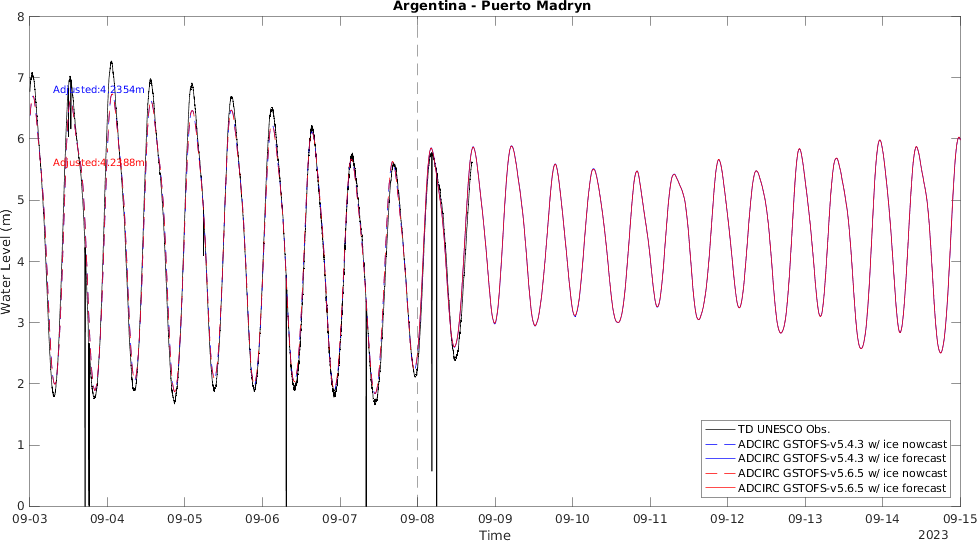 Argentina - Puerto Madryn
8
7
6
5
4
3
2
1
0
Water Level (m)
Adjusted:4.2354m
Adjusted:4.2388m
TD UNESCO Obs.
ADCIRC GSTOFS-v5.4.3 w/ ice nowcast
ADCIRC GSTOFS-v5.4.3 w/ ice forecast
ADCIRC GSTOFS-v5.6.5 w/ ice nowcast
ADCIRC GSTOFS-v5.6.5 w/ ice forecast
09-03 09-04 09-05 09-06 09-07 09-08 09-09 09-10 09-11 09-12 09-13 09-14 09-15
Time
2023